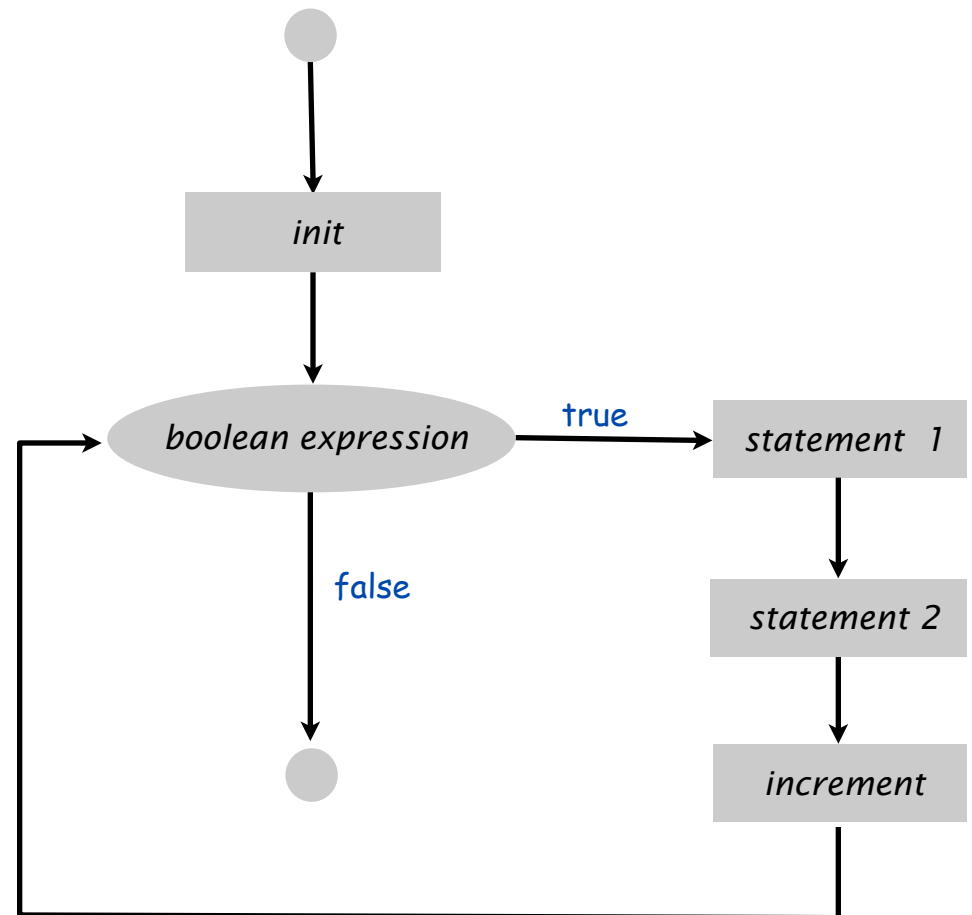 init
boolean expression
true
statement 1
false
statement 2
increment